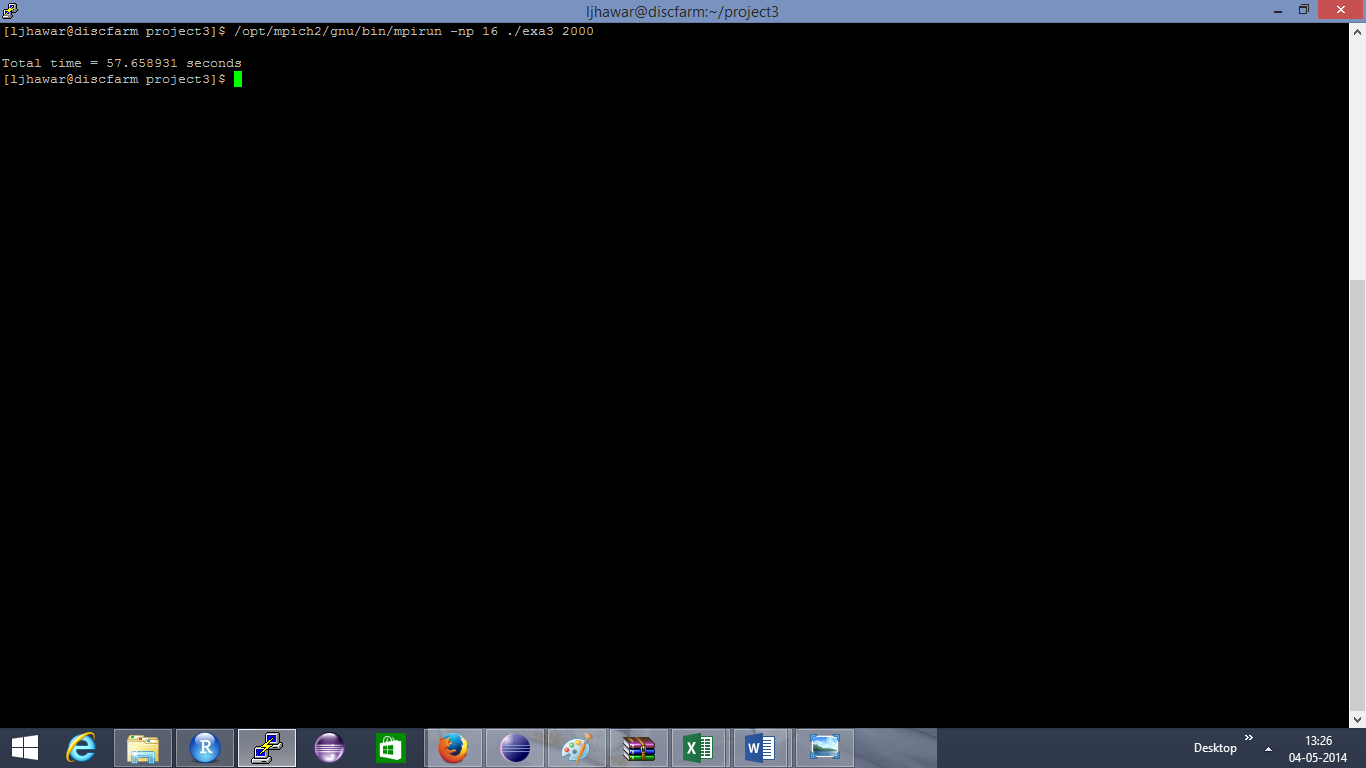 ljhawar@discfarm:~/project3
[ljhawar@discfarm project3]$ /opt/mpich2/gnu/bin/mpirun -np 16 ./exa3 2000
Total time = 57.658931 seconds
[ljhawar@discfarm project3]$
Desktop
13:26
04-05-2014